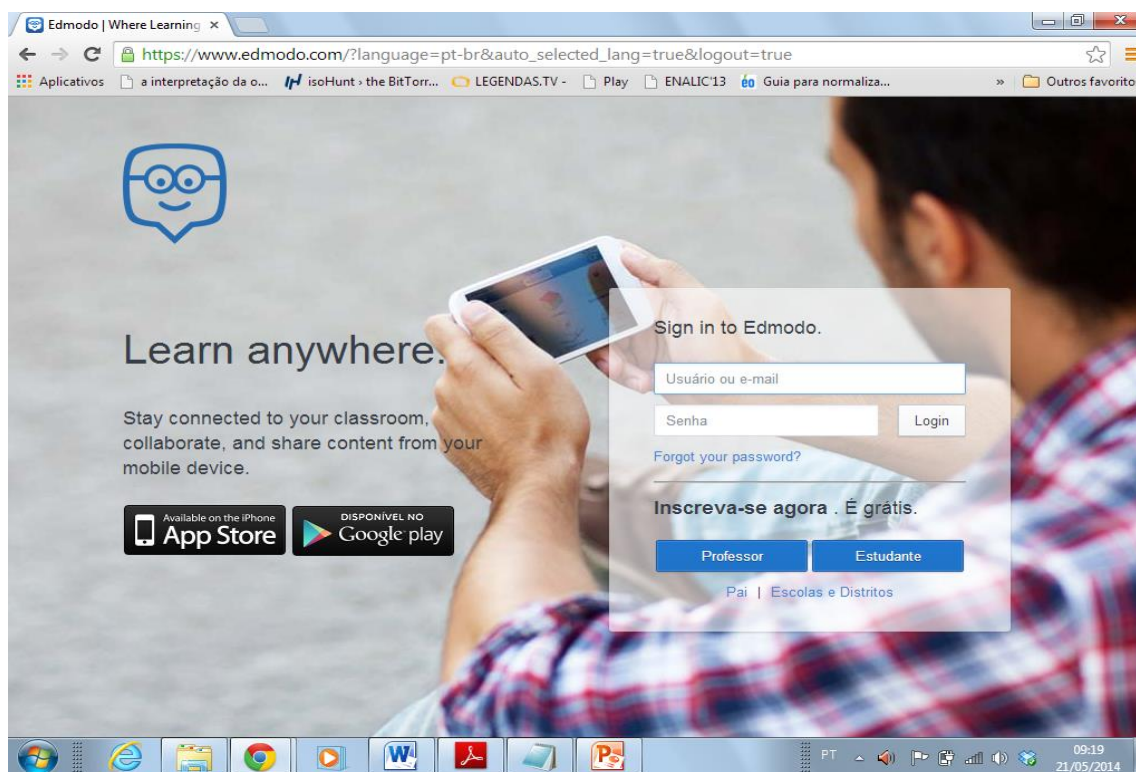 Edmodo | Where Learning
https://www.edmodo.com/?language=pt-br&auto_selected_lang=true&logout=true
Aplicativos a interpretação da o... isoHunt › the BitTorr... LEGENDAS.TV - Play ENALIC'13 éo Guia para normaliza... » Outros favorito
Learn anywhere.
Stay connected to your classroom,
collaborate, and share content from your
mobile device.
Available on the iPhone
App Store
DISPONÍVEL NO
Google play
Sign in to Edmodo.
Usuário ou e-mail
Senha
Login
Forgot your password?
Inscreva-se agora . É grátis.
Professor Estudante
Pai | Escolas e Distritos
PT
09:19
21/05/2014